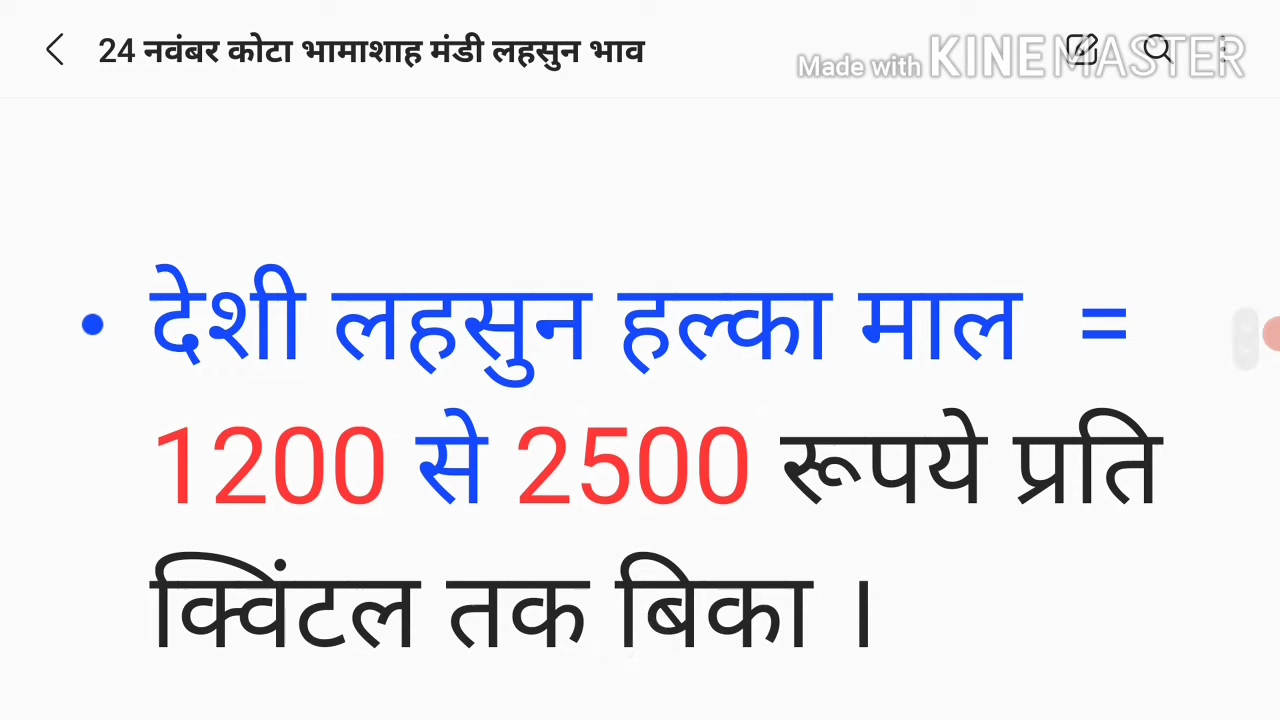 24 नवंबर कोटा भामाशाह मंडी लहसुन भाव
Made with KINEMASTER
• देशी लहसुन हल्का माल =
1200 से 2500 रूपये प्रति
क्विंटल तक बिका ।